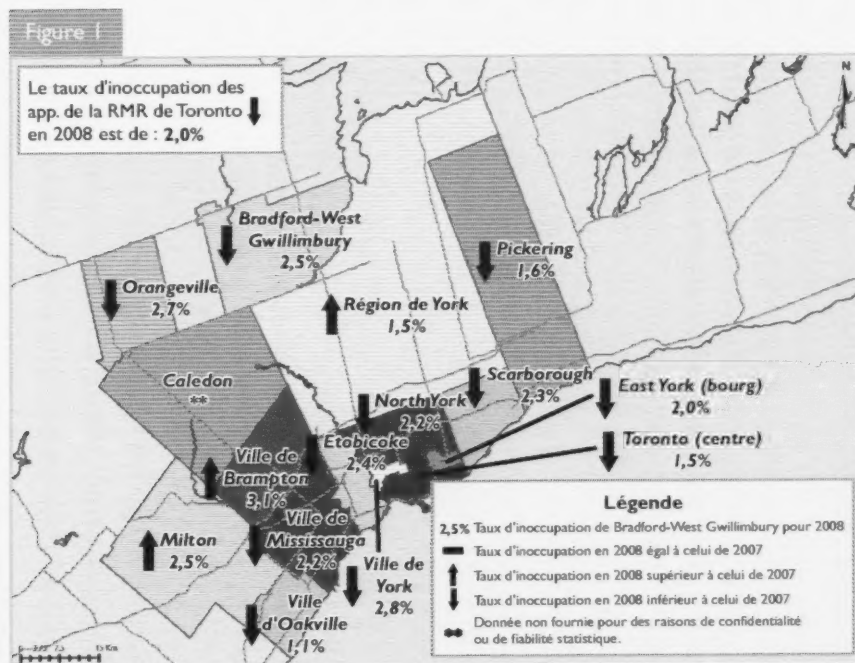 Figure 1
Le taux d'inoccupation des
app. de la RMR de Toronto
en 2008 est de : 2,0%
N
Bradford-West
Gwillimbury
2,5%
Pickering
1,6%
Orangeville
2,7%
Région de York
1,5%
Caledon
**
Scarborough
2,3%
North York
2,2%
East York (bourg)
2,0%
Etobicoke
2,4%
Toronto (centre)
1,5%
Ville de
Brampton
3,1%
Ville de
Mississauga
2,2%
Milton
2,5%
Ville de
York
2,8%
Ville
d'Oakville
1,1%
Légende
2,5% Taux d'inoccupation de Bradford-West Gwillimbury pour 2008
Taux d'inoccupation en 2008 égal à celui de 2007
Taux d'inoccupation en 2008 supérieur à celui de 2007
Taux d'inoccupation en 2008 inférieur à celui de 2007
** Donnée non fournie pour des raisons de confidentialité
ou de fiabilité statistique.
15 Km